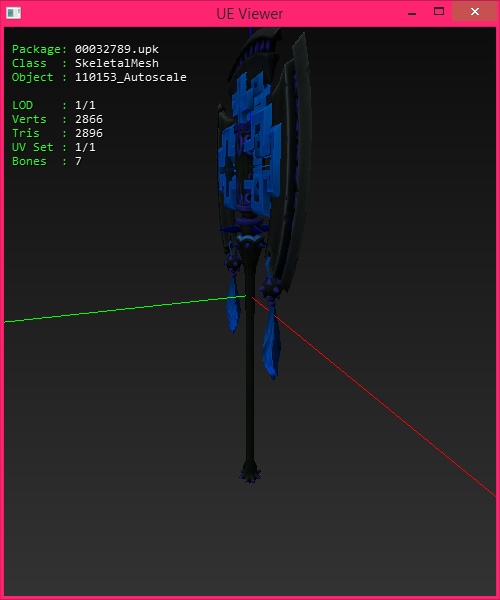 UE Viewer
Package: 00032789.upk
Class  : SkeletalMesh
Object : 110153_Autoscale
LOD    : 1/1
Verts  : 2866
Tris   : 2896
UV Set : 1/1
Bones  : 7